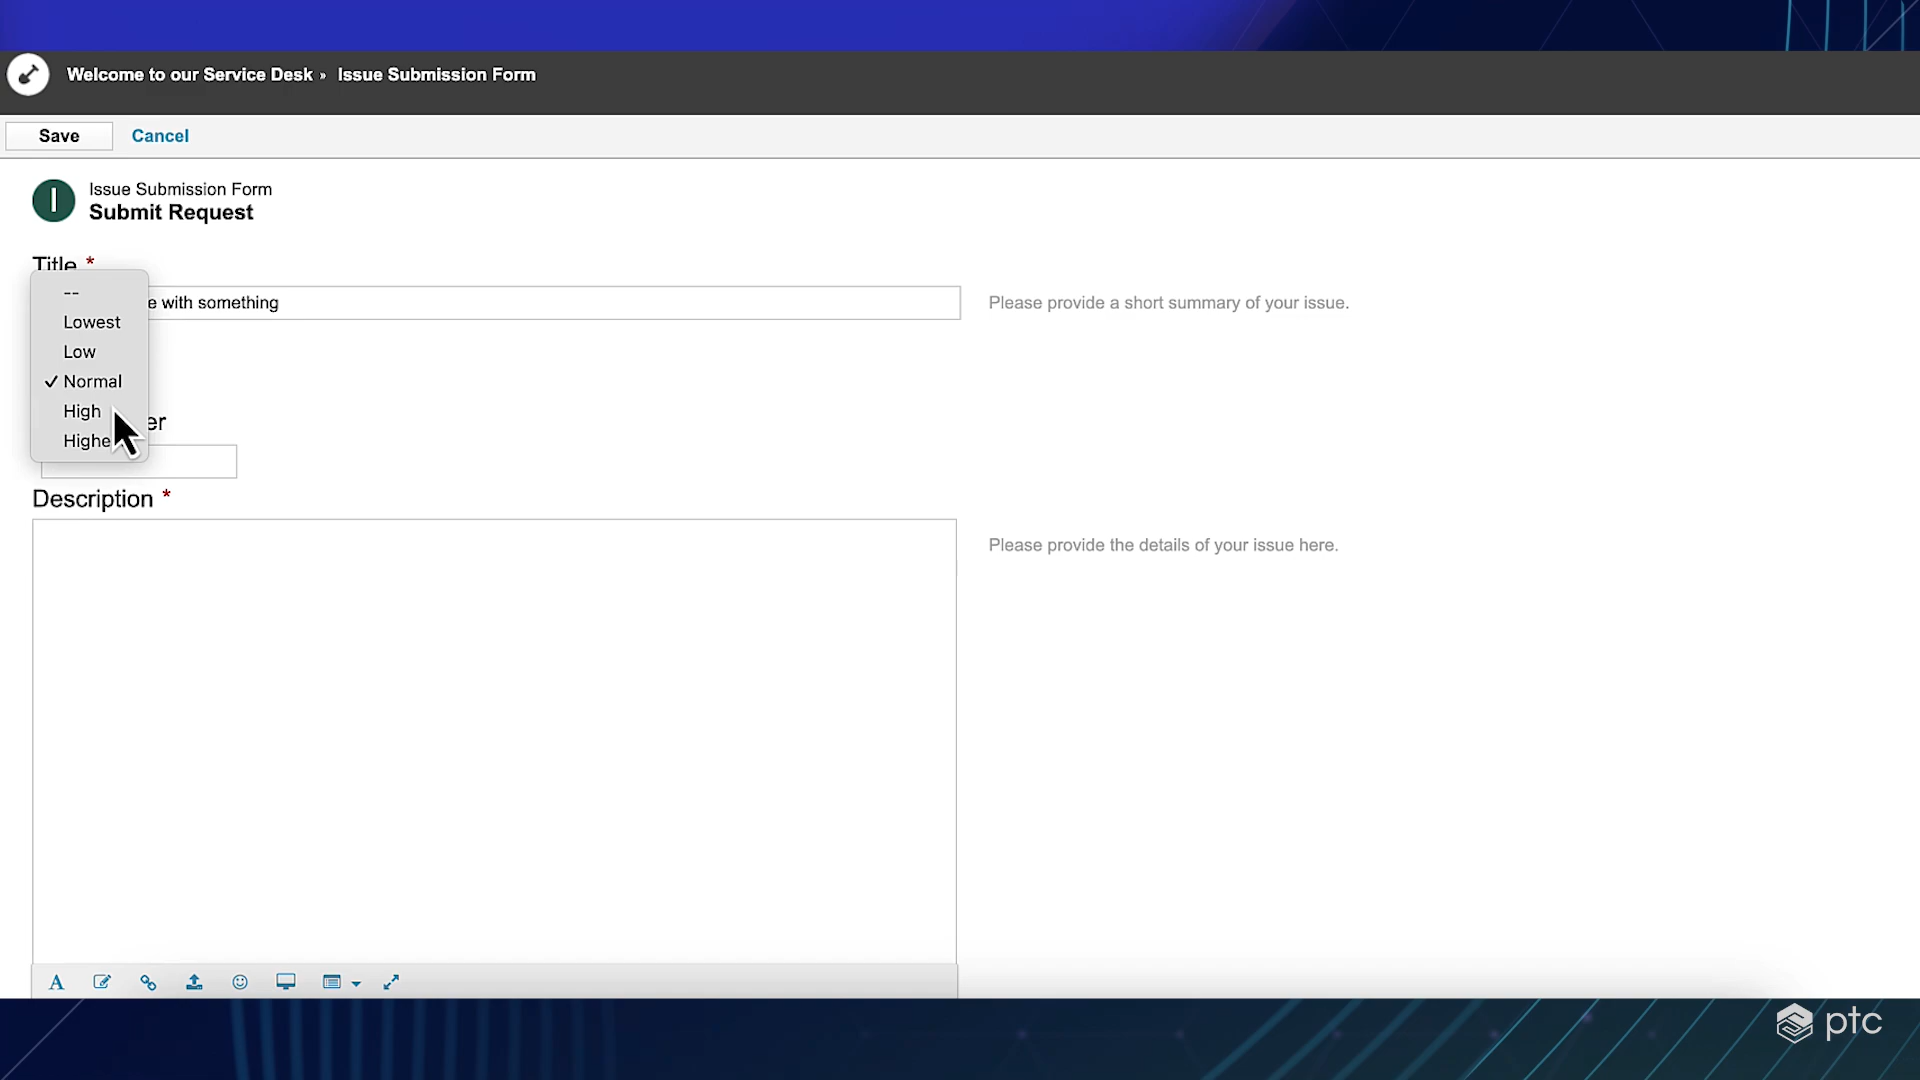 Welcome to our Service Desk » Issue Submission Form
Save Cancel
I
Issue Submission Form
Submit Request
Title *
e with something
Please provide a short summary of your issue.
--
Lowest
Low
✓ Normal
High
er
Highe
Description *
Please provide the details of your issue here.
A
ptc